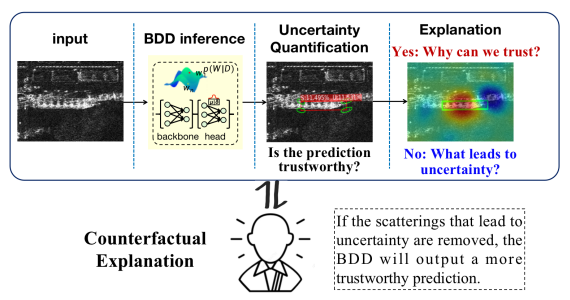 input
BDD inference
Uncertainty
Quantification
Explanation
p(W|D)
backbone
head
Is the prediction
trustworthy?
Yes: Why can we trust?
No: What leads to
uncertainty?
Counterfactual
Explanation
If the scatterings that lead to
uncertainty are removed, the
BDD will output a more
trustworthy prediction.